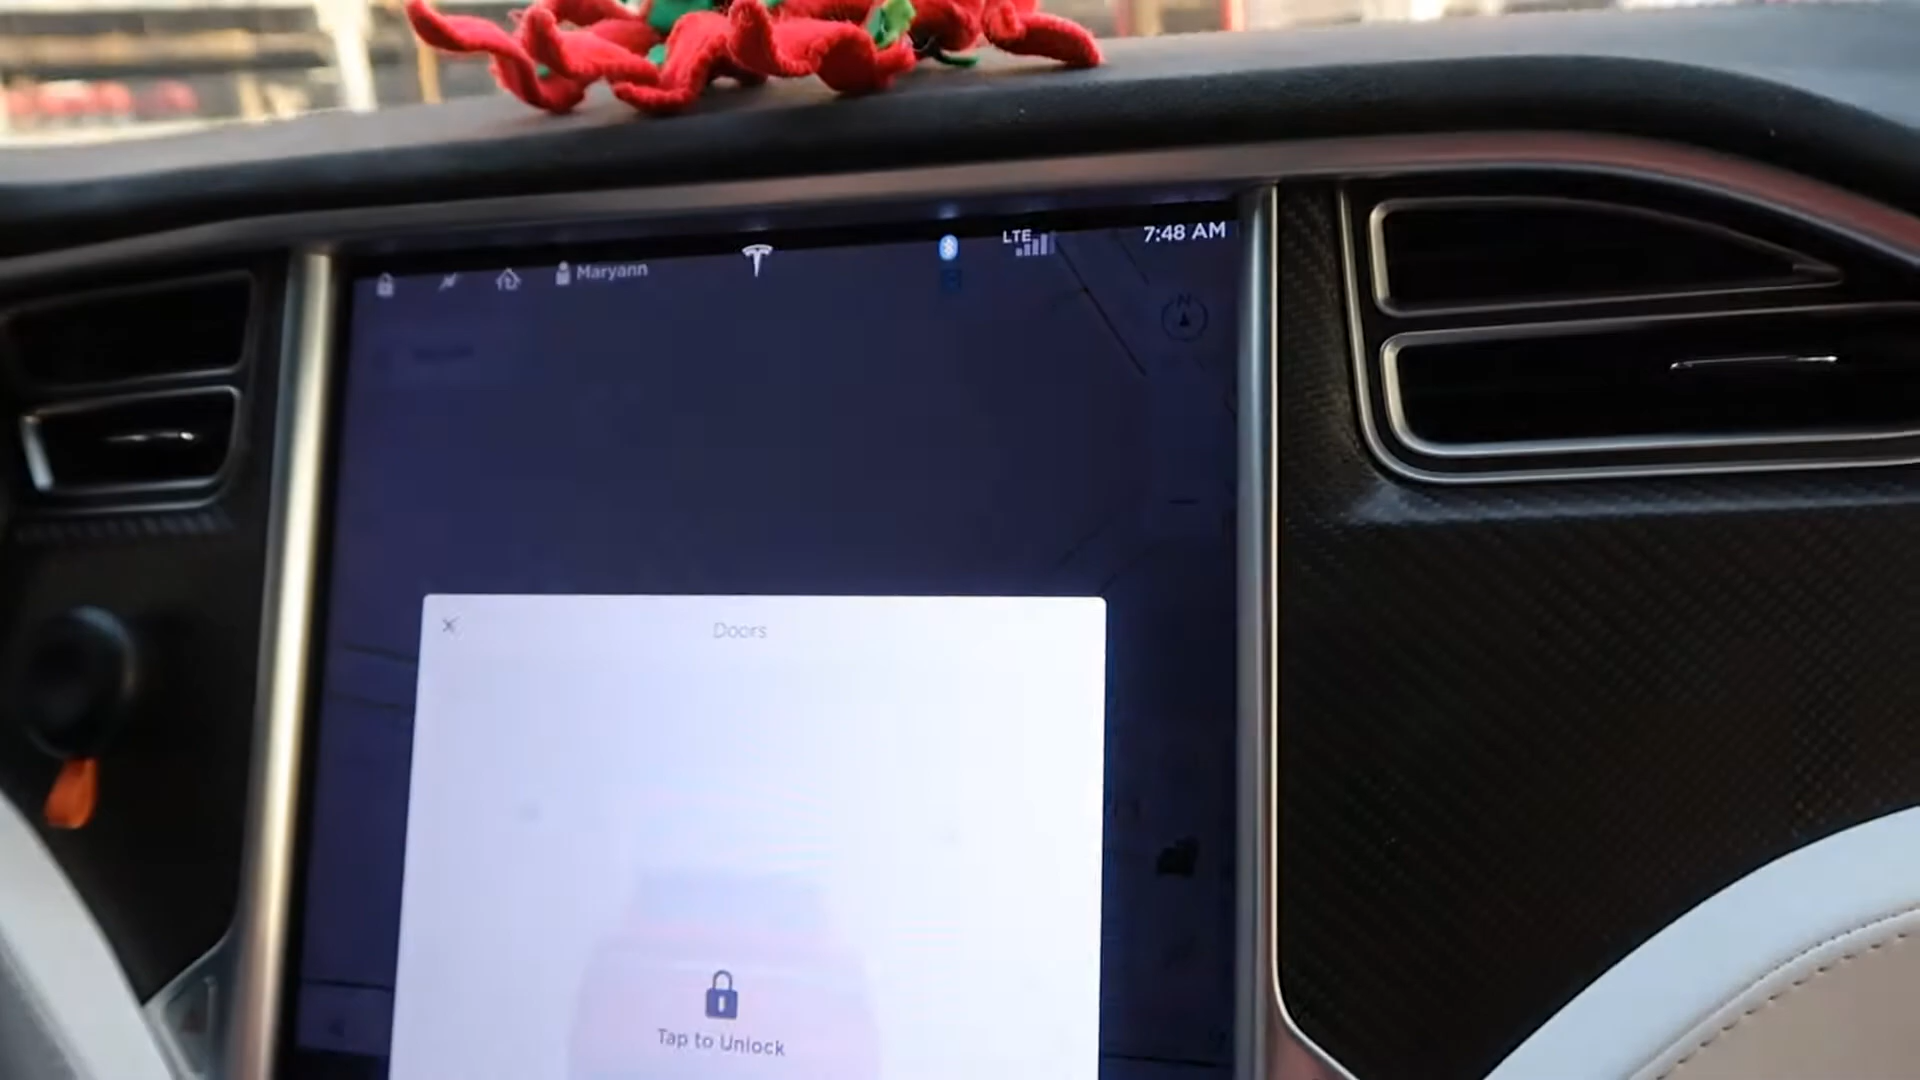 Maryann
LTE
7:48 AM
N
Doors
Tap to Unlock